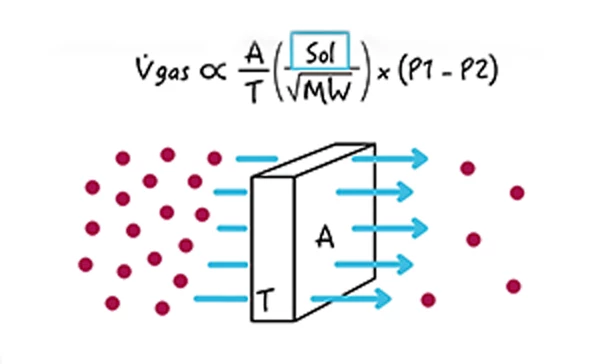 V̇gas ∝ A/T (Sol/√MW) × (P1 - P2)
A
T